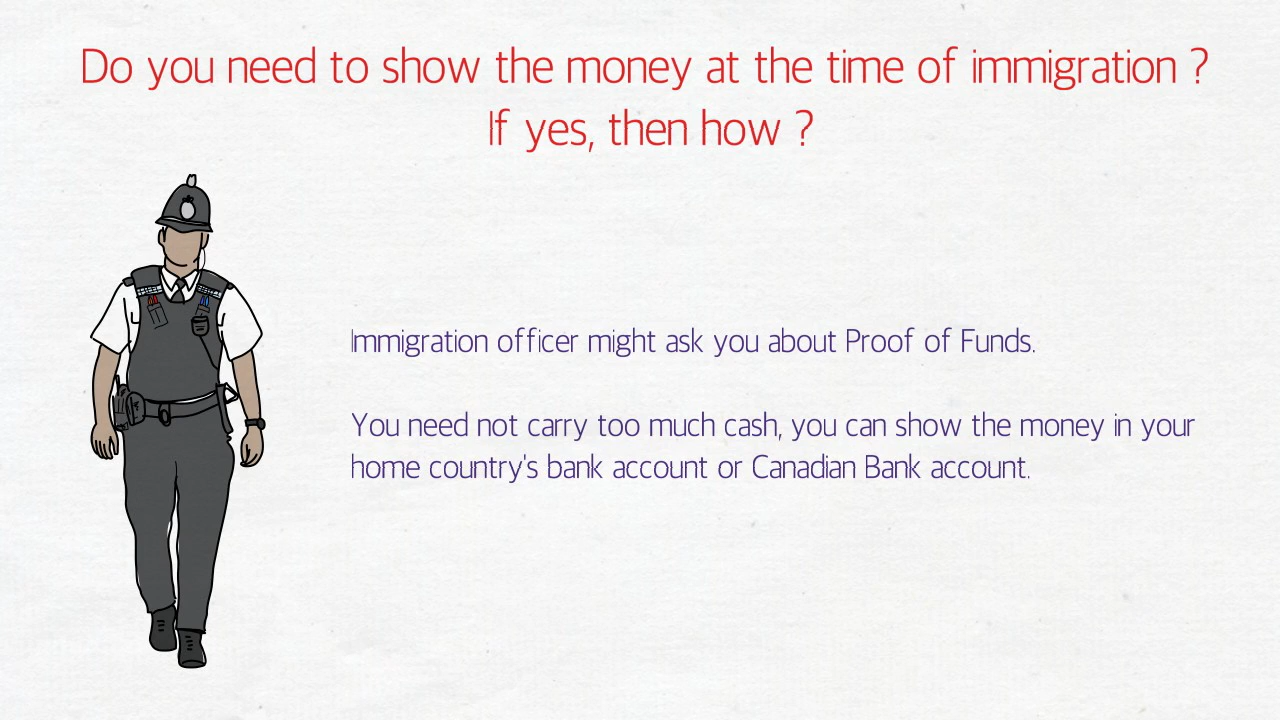 Do you need to show the money at the time of immigration ?
If yes, then how ?
Immigration officer might ask you about Proof of Funds.
You need not carry too much cash, you can show the money in your
home country's bank account or Canadian Bank account.